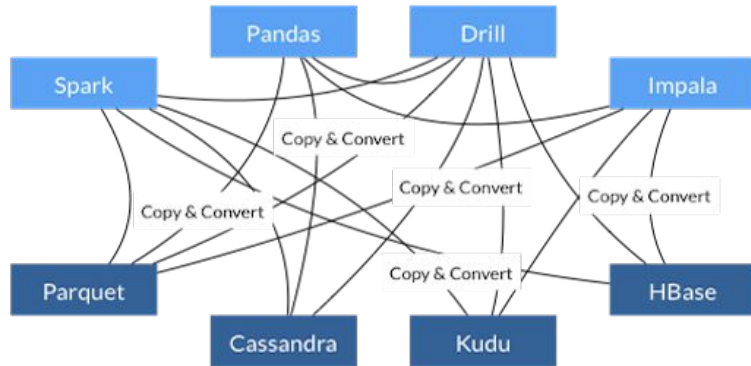 Pandas
Drill
Spark
Impala
Copy & Convert
Copy & Convert
Copy & Convert
Copy & Convert
Copy & Convert
Parquet
HBase
Cassandra
Kudu